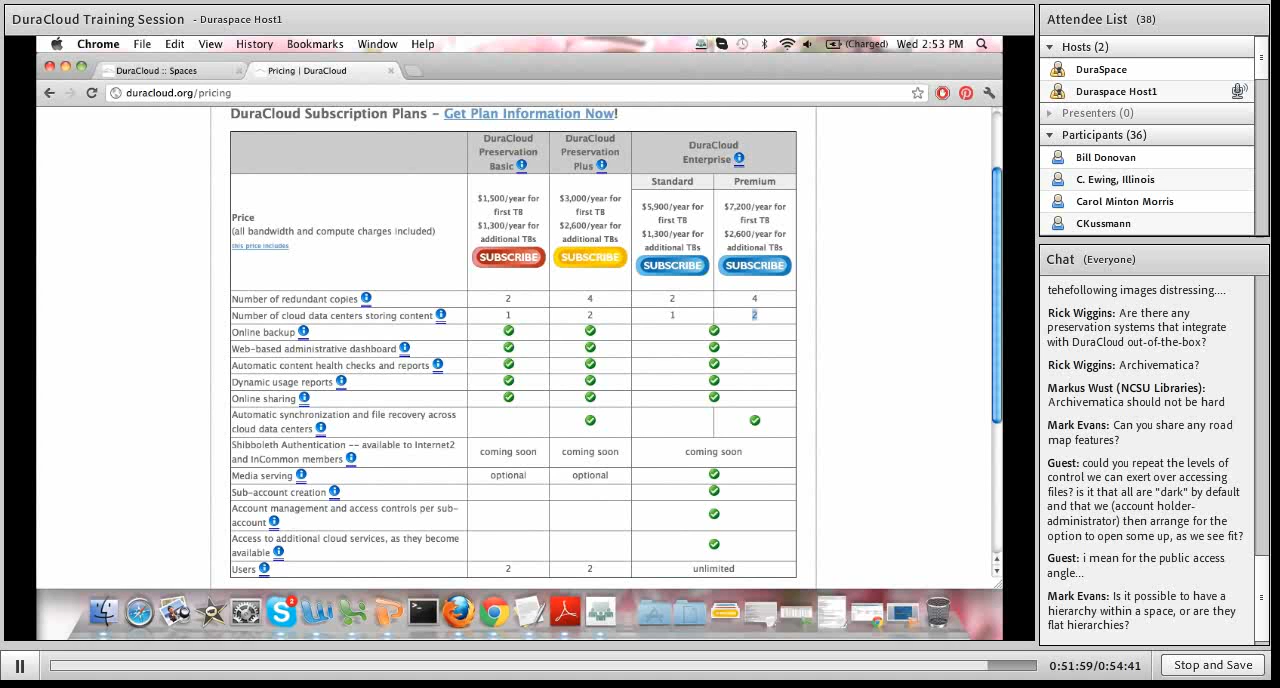 DuraCloud Training Session - Duraspace Host1
Chrome File Edit View History Bookmarks Window Help (Charged) Wed 2:53 PM
DuraCloud :: Spaces
Pricing | DuraCloud
duracloud.org/pricing
DuraCloud Subscription Plans – Get Plan Information Now!
DuraCloud Preservation Basic
DuraCloud Preservation Plus
DuraCloud Enterprise
Standard Premium
Price
(all bandwidth and compute charges included)
this price includes
$1,500/year for
first TB
$1,300/year for
additional TBs
SUBSCRIBE
$3,000/year for
first TB
$2,600/year for
additional TBs
SUBSCRIBE
$5,900/year for
first TB
$1,300/year for
additional TBs
SUBSCRIBE
$7,200/year for
first TB
$2,600/year for
additional TBs
SUBSCRIBE
Number of redundant copies 2 4 2 4
Number of cloud data centers storing content 1 2 1 2
Online backup
Web-based administrative dashboard
Automatic content health checks and reports
Dynamic usage reports
Online sharing
Automatic synchronization and file recovery across
cloud data centers
Shibboleth Authentication -- available to Internet2
and InCommon members
coming soon coming soon coming soon
Media serving optional optional
Sub-account creation
Account management and access controls per sub-
account
Access to additional cloud services, as they become
available
Users 2 2 unlimited
2
Attendee List (38)
Hosts (2)
DuraSpace
Duraspace Host1
Presenters (0)
Participants (36)
Bill Donovan
C. Ewing, Illinois
Carol Minton Morris
CKussmann
Chat (Everyone)
tehefollowing images distressing....
Rick Wiggins: Are there any
preservation systems that integrate
with DuraCloud out-of-the-box?
Rick Wiggins: Archivematica?
Markus Wust (NCSU Libraries):
Archivematica should not be hard
Mark Evans: Can you share any road
map features?
Guest: could you repeat the levels of
control we can exert over accessing
files? is it that all are "dark" by default
and that we (account holder-
administrator) then arrange for the
option to open some up, as we see fit?
Guest: i mean for the public access
angle...
Mark Evans: Is it possible to have a
hierarchy within a space, or are they
flat hierarchies?
0:51:59/0:54:41
Stop and Save